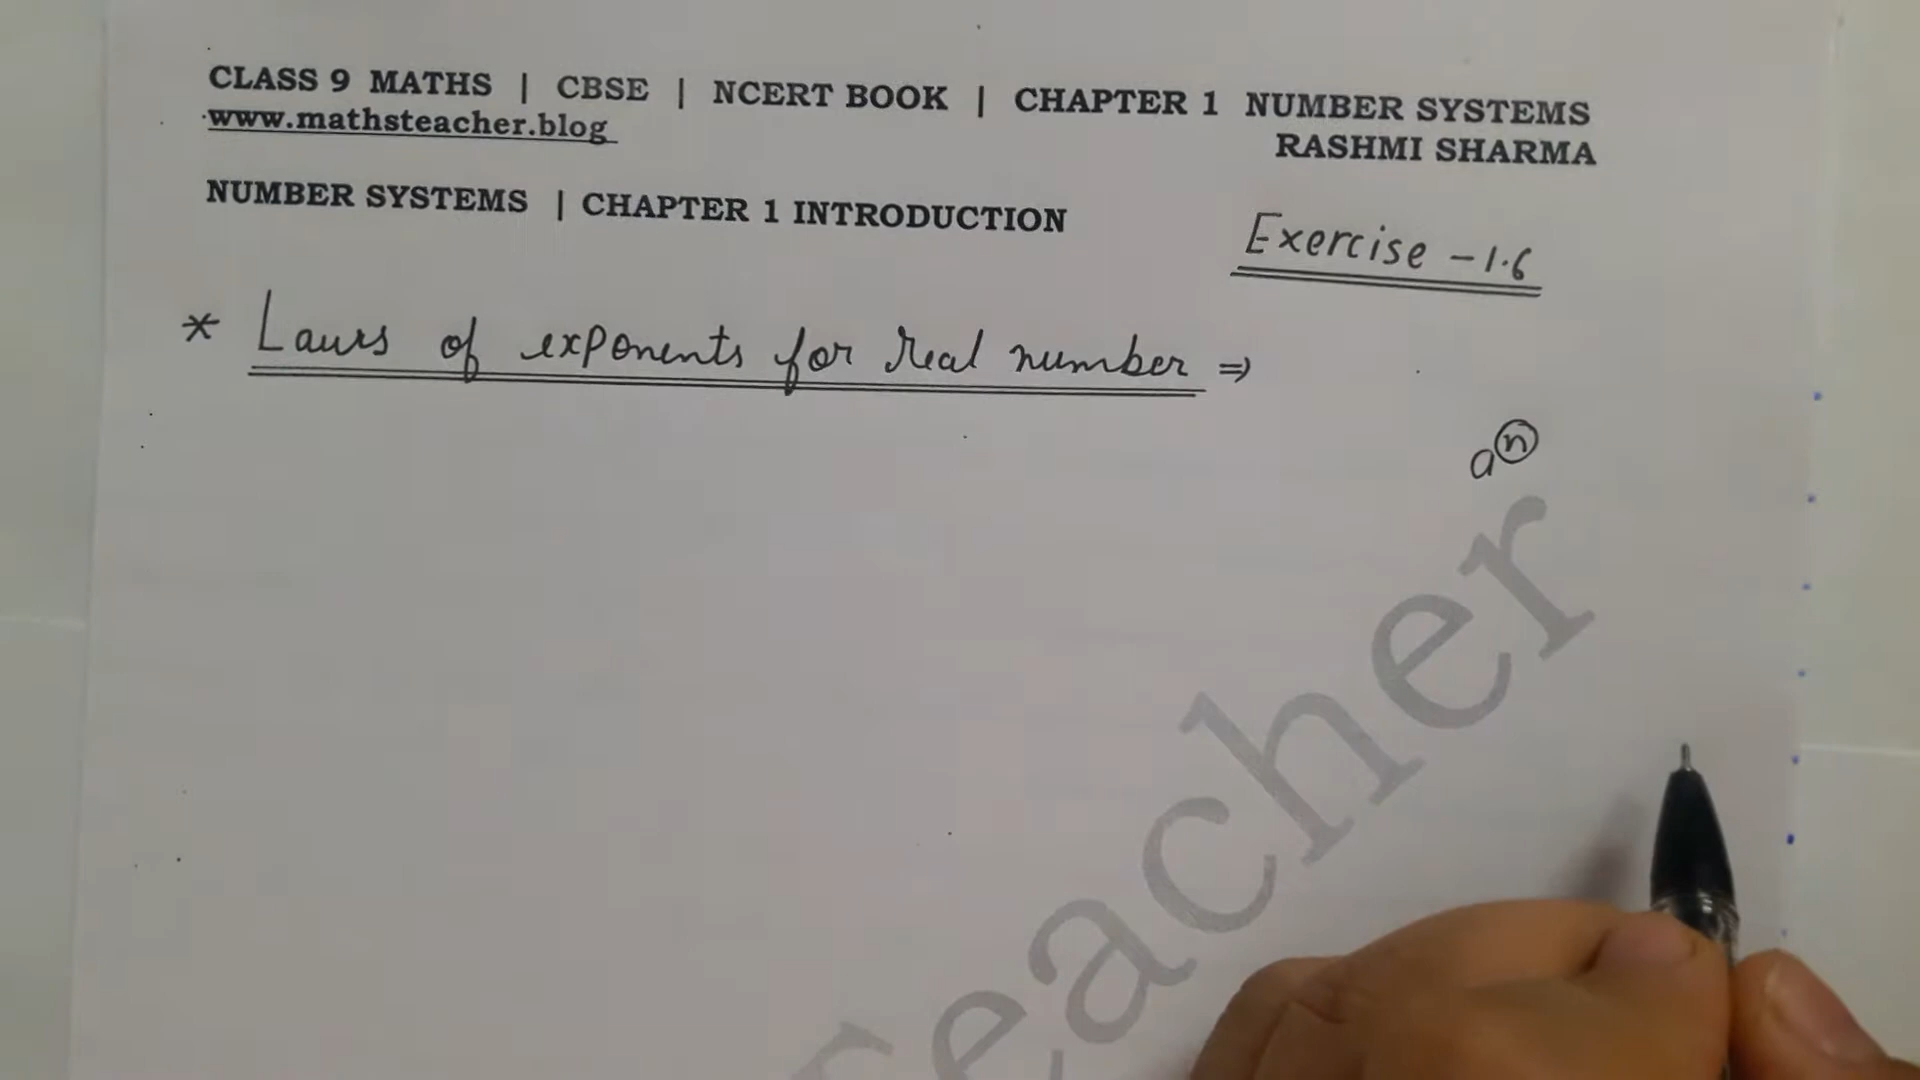 CLASS 9 MATHS | CBSE | NCERT BOOK | CHAPTER 1 NUMBER SYSTEMS
www.mathsteacher.blog
RASHMI SHARMA
NUMBER SYSTEMS | CHAPTER 1 INTRODUCTION
Exercise - 1.6
* Laws of exponents for real number ⇒
aⁿ
eacher